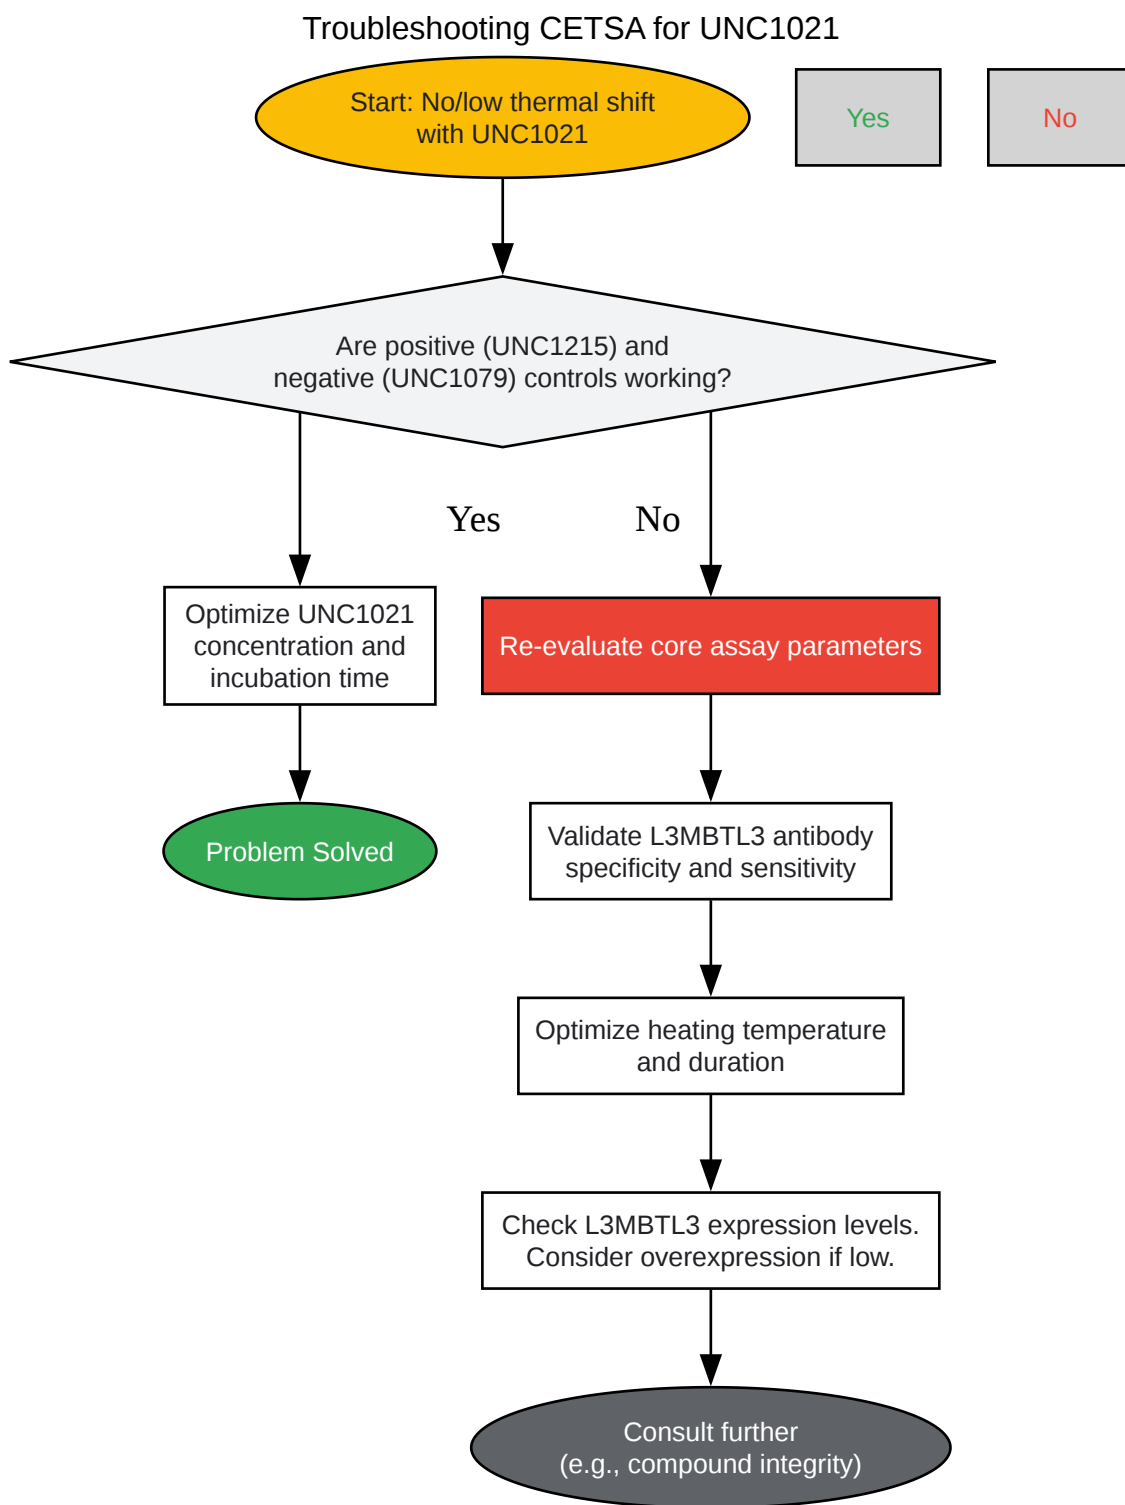 Troubleshooting CETSA for UNC1021
Start: No/low thermal shift
with UNC1021
Yes
No
Are positive (UNC1215) and
negative (UNC1079) controls working?
Yes
No
Optimize UNC1021
concentration and
incubation time
Re-evaluate core assay parameters
Problem Solved
Validate L3MBTL3 antibody
specificity and sensitivity
Optimize heating temperature
and duration
Check L3MBTL3 expression levels.
Consider overexpression if low.
Consult further
(e.g., compound integrity)